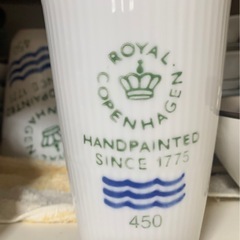 ROYAL
COPENHAGEN
HANDPAINTED
SINCE 1775
450